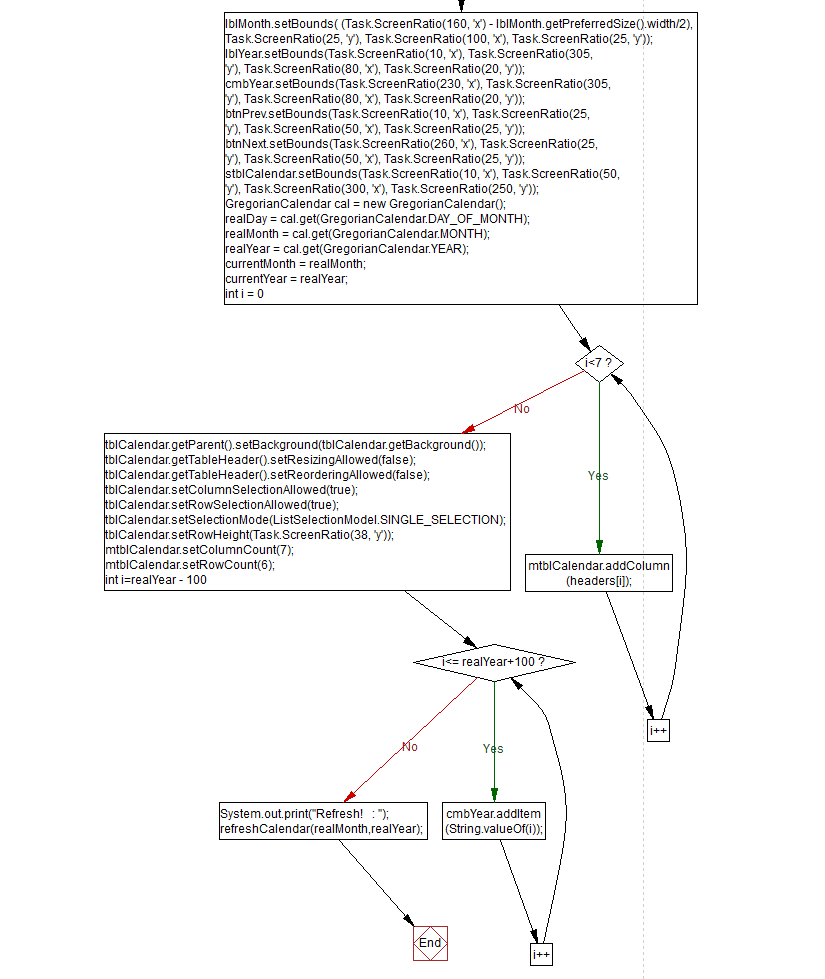 lblMonth.setBounds( (Task.ScreenRatio(160, 'x') - lblMonth.getPreferredSize().width/2),
Task.ScreenRatio(25, 'y'), Task.ScreenRatio(100, 'x'), Task.ScreenRatio(25, 'y'));
lblYear.setBounds(Task.ScreenRatio(10, 'x'), Task.ScreenRatio(305,
'y'), Task.ScreenRatio(80, 'x'), Task.ScreenRatio(20, 'y'));
cmbYear.setBounds(Task.ScreenRatio(230, 'x'), Task.ScreenRatio(305,
'y'), Task.ScreenRatio(80, 'x'), Task.ScreenRatio(20, 'y'));
btnPrev.setBounds(Task.ScreenRatio(10, 'x'), Task.ScreenRatio(25,
'y'), Task.ScreenRatio(50, 'x'), Task.ScreenRatio(25, 'y'));
btnNext.setBounds(Task.ScreenRatio(260, 'x'), Task.ScreenRatio(25,
'y'), Task.ScreenRatio(50, 'x'), Task.ScreenRatio(25, 'y'));
stblCalendar.setBounds(Task.ScreenRatio(10, 'x'), Task.ScreenRatio(50,
'y'), Task.ScreenRatio(300, 'x'), Task.ScreenRatio(250, 'y'));
GregorianCalendar cal = new GregorianCalendar();
realDay = cal.get(GregorianCalendar.DAY_OF_MONTH);
realMonth = cal.get(GregorianCalendar.MONTH);
realYear = cal.get(GregorianCalendar.YEAR);
currentMonth = realMonth;
currentYear = realYear;
int i = 0
i<7 ?
No
Yes
tblCalendar.getParent().setBackground(tblCalendar.getBackground());
tblCalendar.getTableHeader().setResizingAllowed(false);
tblCalendar.getTableHeader().setReorderingAllowed(false);
tblCalendar.setColumnSelectionAllowed(true);
tblCalendar.setRowSelectionAllowed(true);
tblCalendar.setSelectionMode(ListSelectionModel.SINGLE_SELECTION);
tblCalendar.setRowHeight(Task.ScreenRatio(38, 'y'));
mtblCalendar.setColumnCount(7);
mtblCalendar.setRowCount(6);
int i=realYear - 100
mtblCalendar.addColumn
(headers[i]);
i++
i<= realYear+100 ?
No
Yes
System.out.print("Refresh!   : ");
refreshCalendar(realMonth,realYear);
cmbYear.addItem
(String.valueOf(i));
End
i++